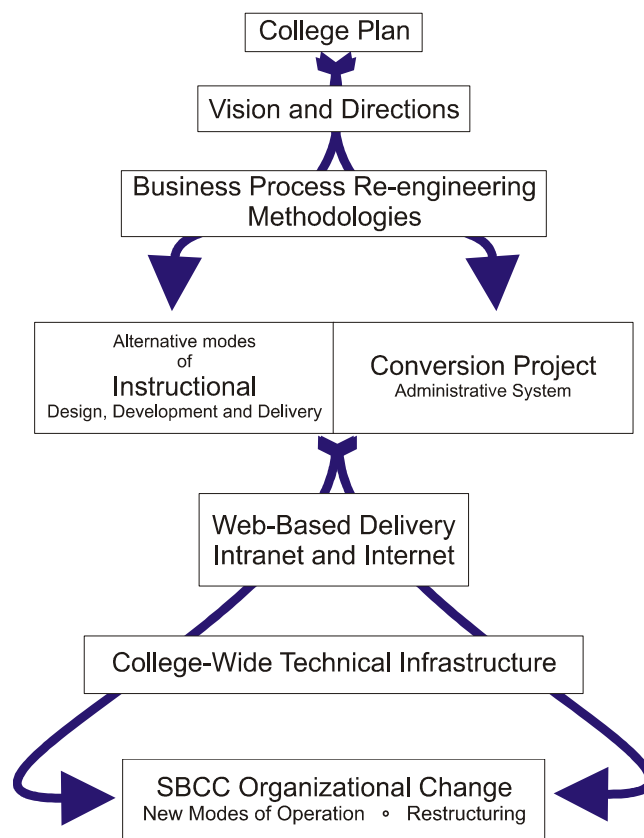 College Plan
Vision and Directions
Business Process Re-engineering
Methodologies
Alternative modes
of
Instructional
Design, Development and Delivery
Conversion Project
Administrative System
Web-Based Delivery
Intranet and Internet
College-Wide Technical Infrastructure
SBCC Organizational Change
New Modes of Operation ∘ Restructuring